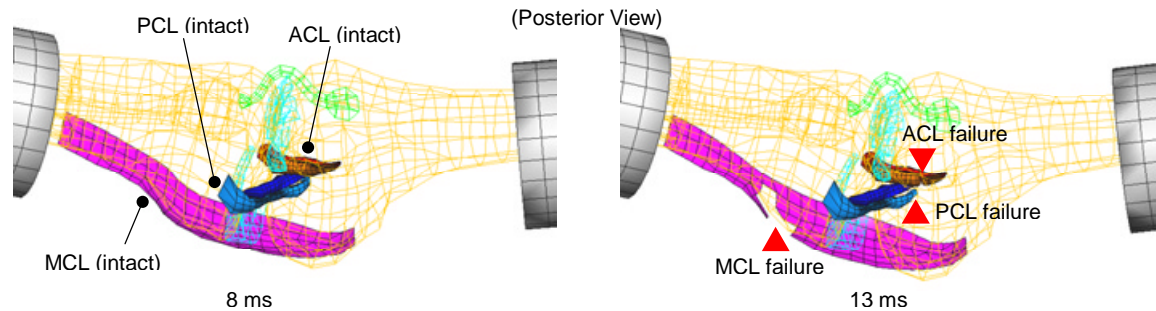 (Posterior View)
PCL (intact)
ACL (intact)
MCL (intact)
8 ms
ACL failure
PCL failure
MCL failure
13 ms